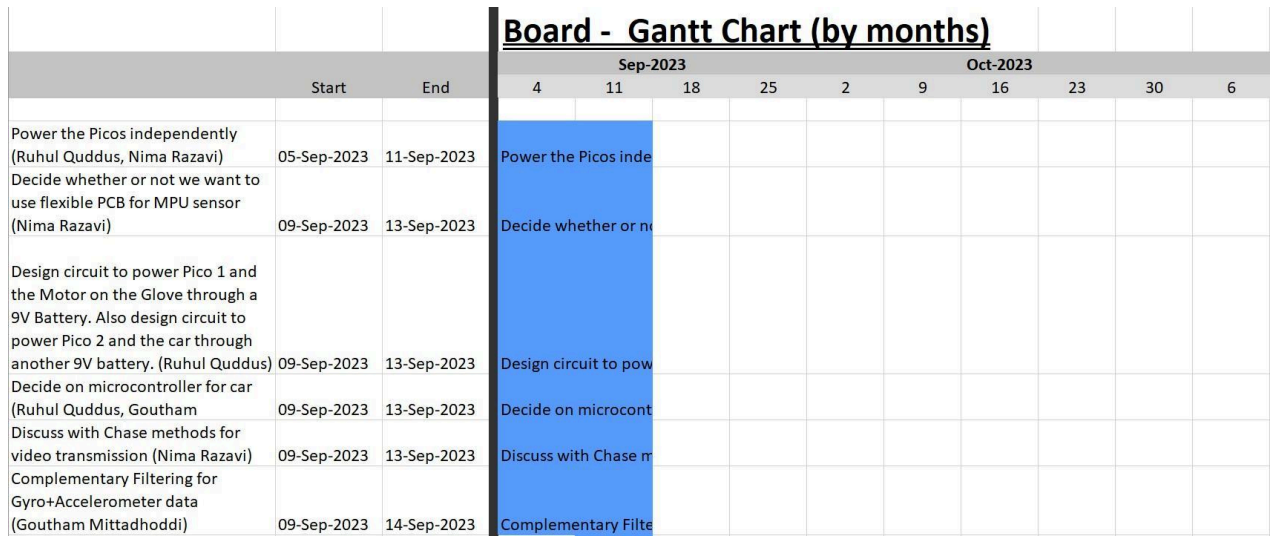 Board - Gantt Chart (by months)
Sep-2023 Oct-2023
Start End 4 11 18 25 2 9 16 23 30 6
Power the Picos independently
(Ruhul Quddus, Nima Razavi) 05-Sep-2023 11-Sep-2023 Power the Picos inde
Decide whether or not we want to
use flexible PCB for MPU sensor
(Nima Razavi) 09-Sep-2023 13-Sep-2023 Decide whether or no
Design circuit to power Pico 1 and
the Motor on the Glove through a
9V Battery. Also design circuit to
power Pico 2 and the car through
another 9V battery. (Ruhul Quddus) 09-Sep-2023 13-Sep-2023 Design circuit to pow
Decide on microcontroller for car
(Ruhul Quddus, Goutham 09-Sep-2023 13-Sep-2023 Decide on microcont
Discuss with Chase methods for
video transmission (Nima Razavi) 09-Sep-2023 13-Sep-2023 Discuss with Chase m
Complementary Filtering for
Gyro+Accelerometer data
(Goutham Mittadhoddi) 09-Sep-2023 14-Sep-2023 Complementary Filte